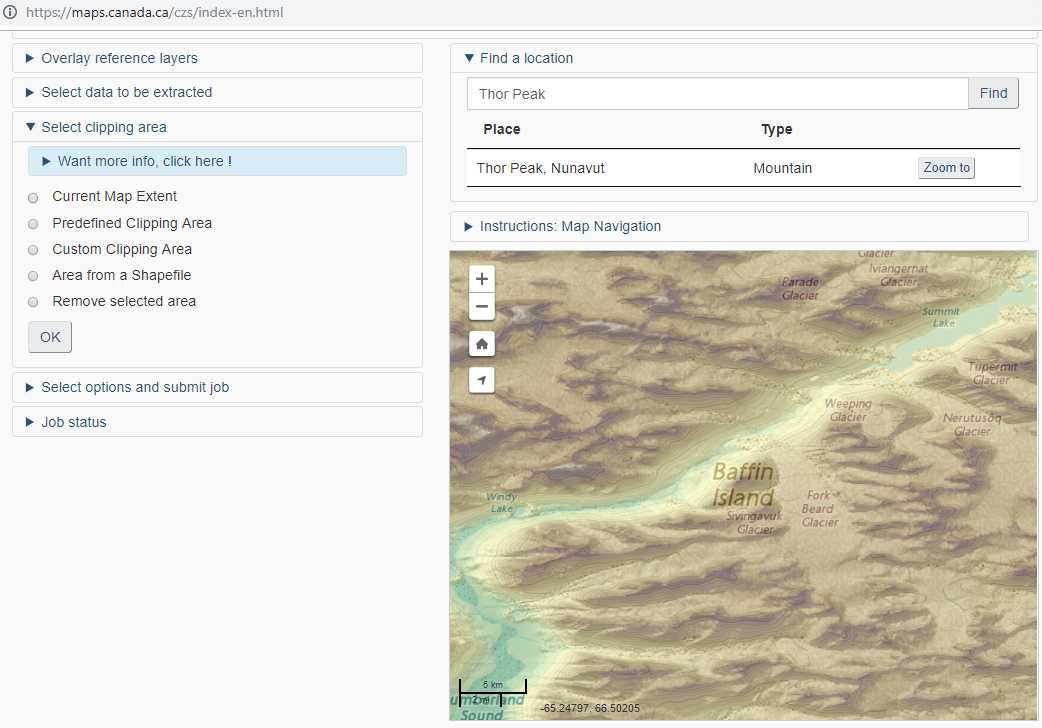 https://maps.canada.ca/czs/index-en.html
Overlay reference layers
Select data to be extracted
Select clipping area
Want more info, click here !
Current Map Extent
Predefined Clipping Area
Custom Clipping Area
Area from a Shapefile
Remove selected area
OK
Select options and submit job
Job status
Find a location
Thor Peak
Find
Place Type
Thor Peak, Nunavut Mountain Zoom to
Instructions: Map Navigation
+
−
Glacier
Iviangernat
Glacier
Parade
Glacier
Summit
Lake
Tupermit
Glacier
Weeping
Glacier
Nerutusoq
Glacier
Baffin
Island
Windy
Lake
Fork
Beard
Glacier
Sivingavuk
Glacier
5 km
2 mi
umberland
Sound
-65.24797, 66.50205